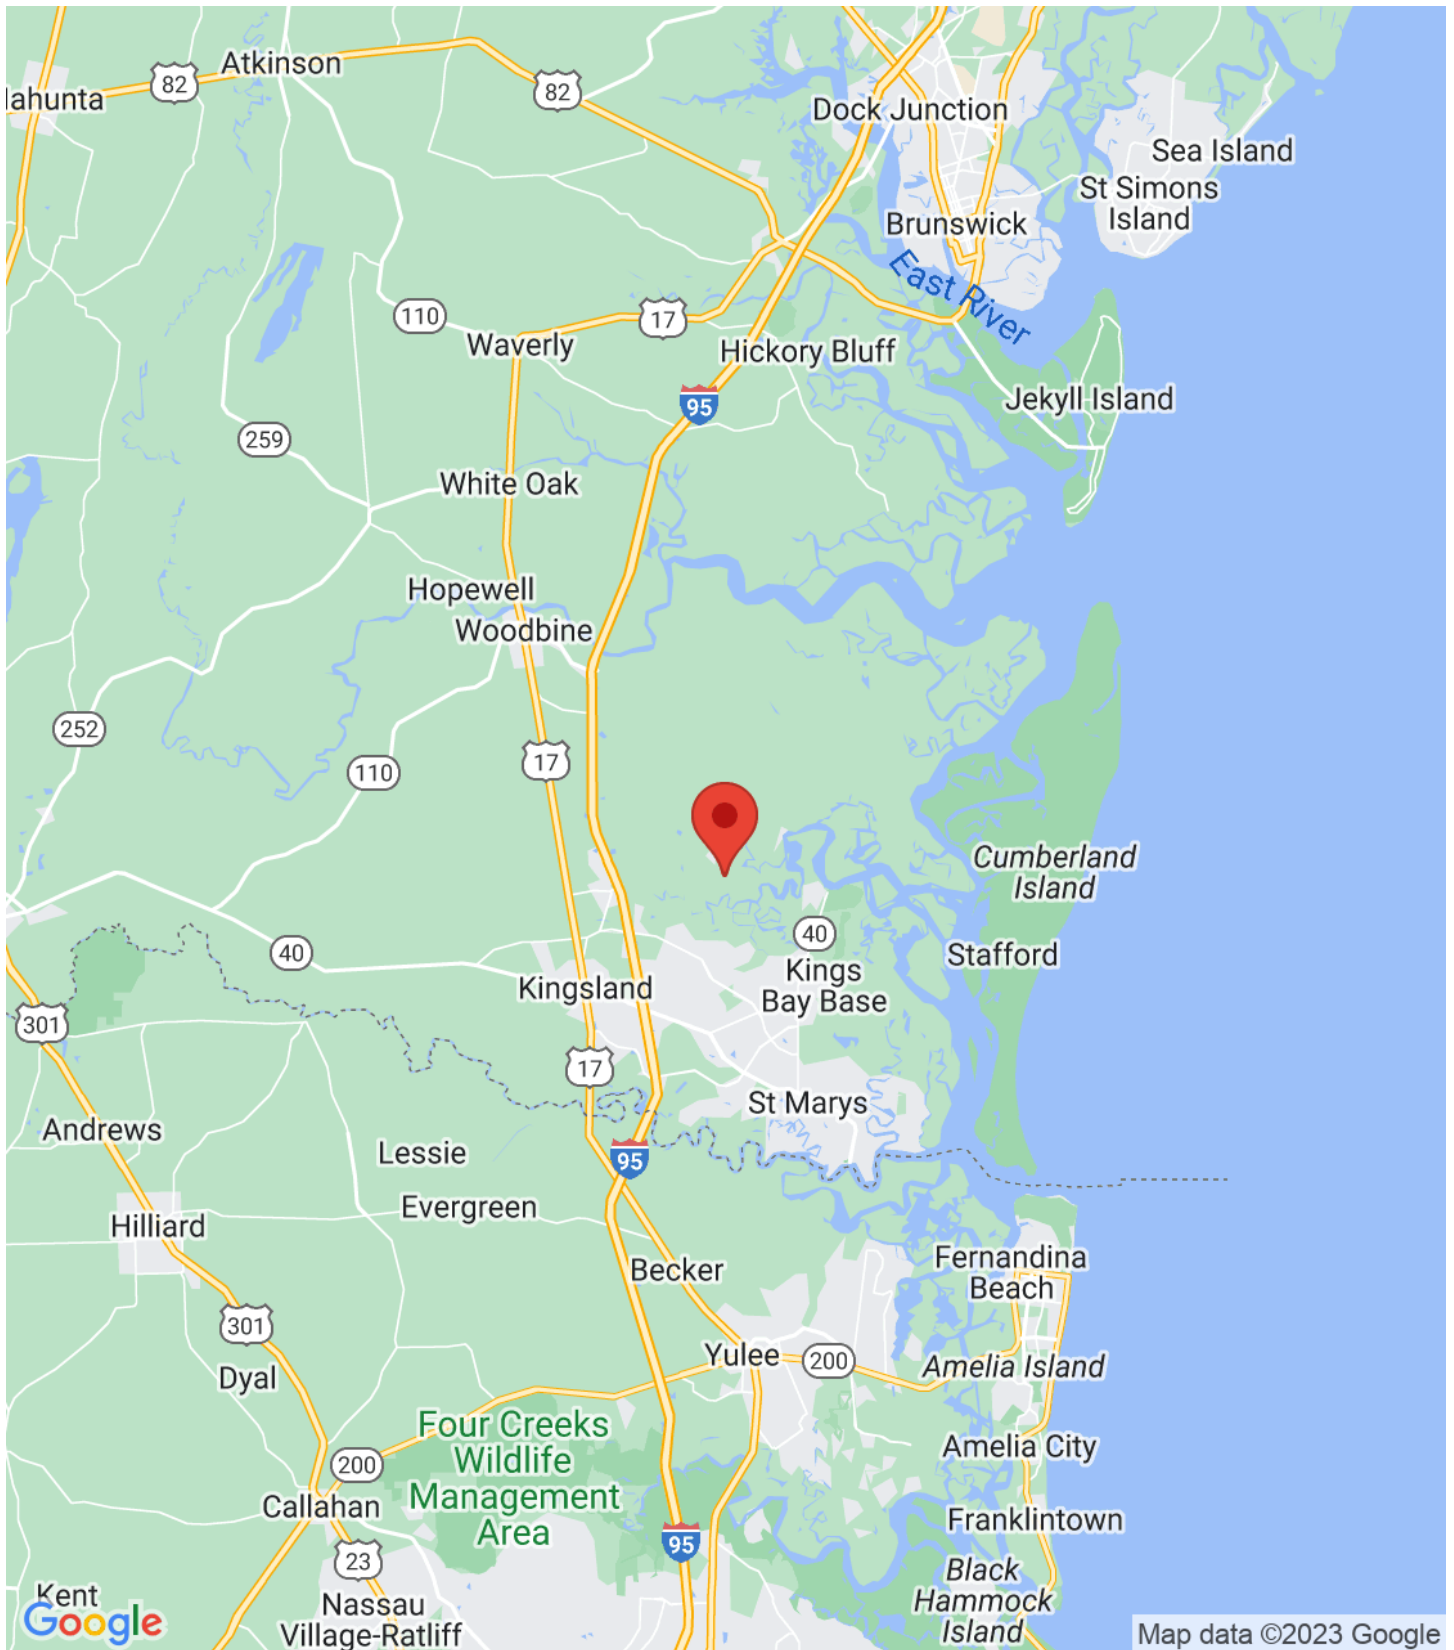 Atkinson
82
82
lahunta
Dock Junction
Sea Island
St Simons
Island
Brunswick
East River
110
17
Waverly
Hickory Bluff
95
Jekyll Island
259
White Oak
Hopewell
Woodbine
252
17
110
Cumberland
Island
40
40
Stafford
Kings
Bay Base
Kingsland
301
17
St Marys
Andrews
Lessie
95
Evergreen
Hilliard
Fernandina
Beach
Becker
301
Yulee
200
Amelia Island
Dyal
Four Creeks
Wildlife
Management
Area
Amelia City
200
Callahan
Franklintown
95
23
Black
Hammock
Island
Kent
Google
Nassau
Village-Ratliff
Map data ©2023 Google